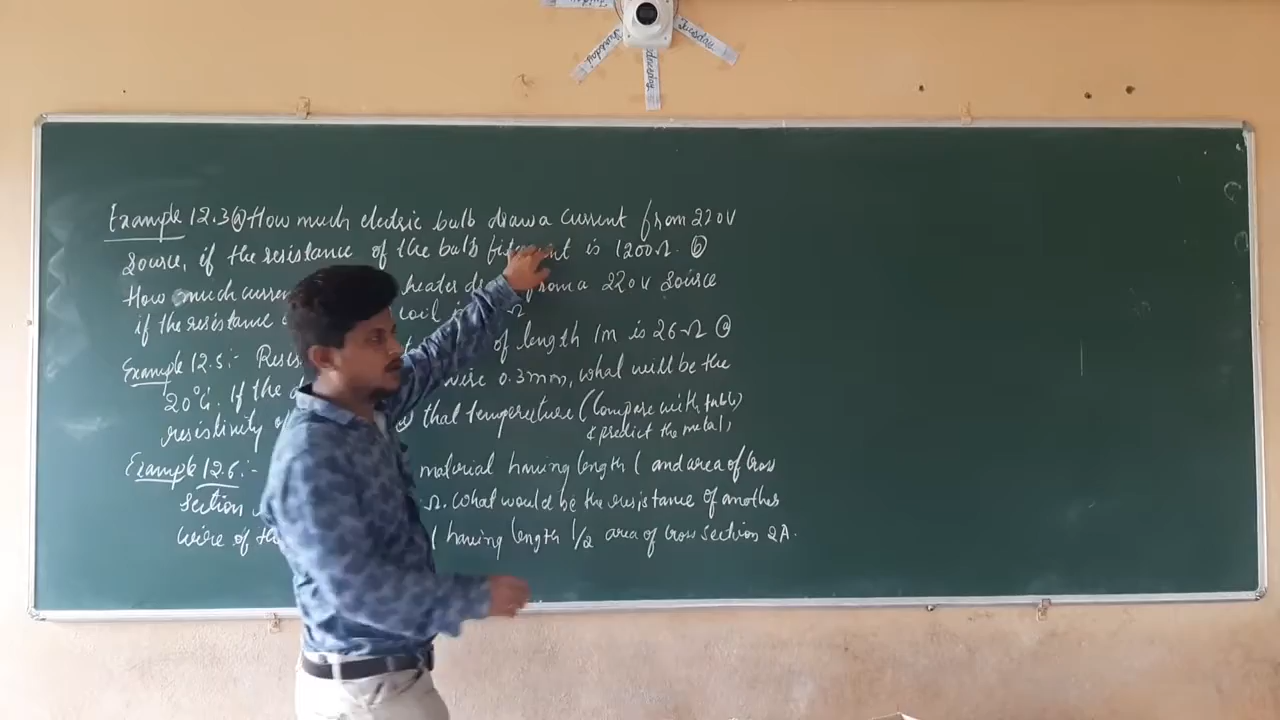 Tuesday
Tuesday
Example 12.3 ⓐ How much electric bulb draw a current from 220V
source, if the resistance of the bulb is 1200Ω. ⓑ
How much heater from a 220V source
if the resistance coil Ω
Example 12.5:- of length 1m is 26Ω @
20°C. If the wire 0.3mm, what will be the
resistivity that temperature (Compare with table)
& predict the metal,
Example 12.6:- material having length l and area of cross
section Ω. What would be the resistance of another
wire of having length l/2 area of cross section 2A.